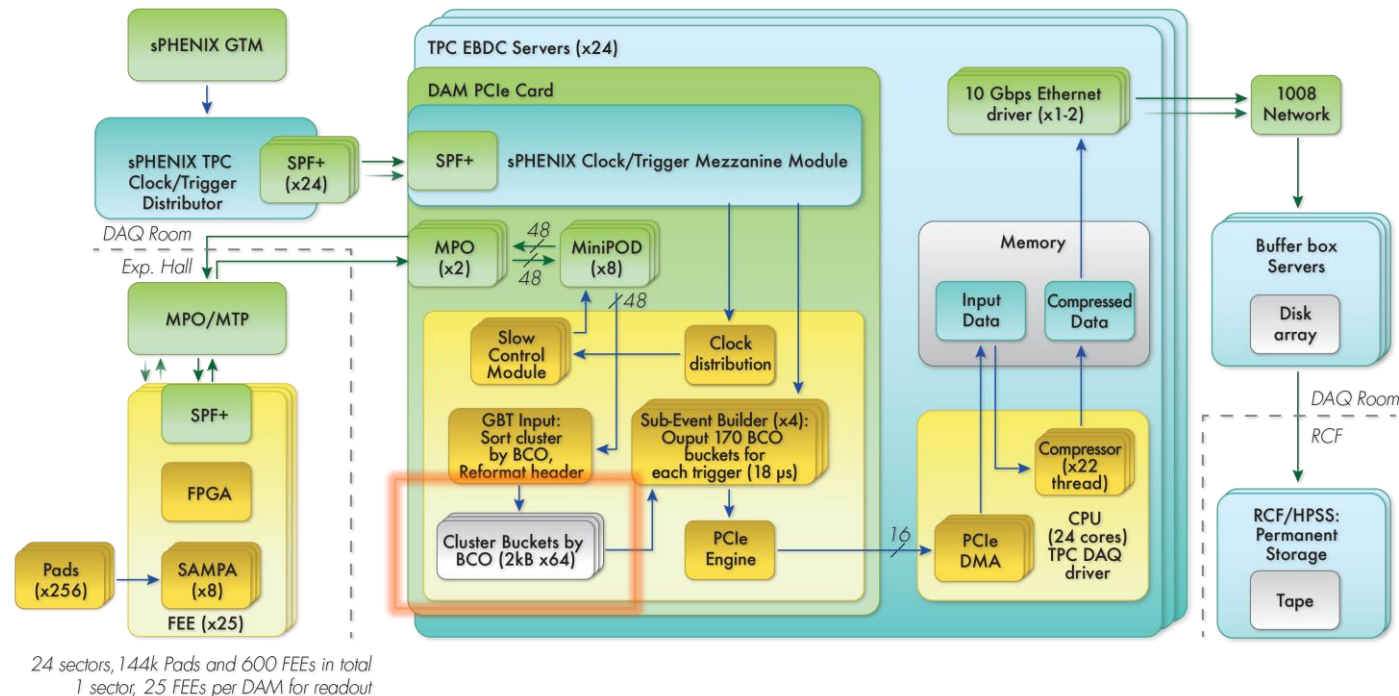 sPHENIX GTM
sPHENIX TPC
Clock/Trigger
Distributor
SPF+
(x24)
DAQ Room
Exp. Hall
MPO/MTP
SPF+
FPGA
Pads
(x256)
SAMPA
(x8)
FEE (x25)
24 sectors, 144k Pads and 600 FEEs in total
1 sector, 25 FEEs per DAM for readout
TPC EBDC Servers (x24)
DAM PCIe Card
SPF+
sPHENIX Clock/Trigger Mezzanine Module
MPO
(x2)
48
48
MiniPOD
(x8)
48
Slow
Control
Module
Clock
distribution
GBT Input:
Sort cluster
by BCO,
Reformat header
Sub-Event Builder (x4):
Ouput 170 BCO
buckets for
each trigger (18 µs)
Cluster Buckets by
BCO (2kB x64)
PCIe
Engine
16
10 Gbps Ethernet
driver (x1-2)
Memory
Input
Data
Compressed
Data
Compressor
(x22
thread)
PCIe
DMA
CPU
(24 cores)
TPC DAQ
driver
1008
Network
Buffer box
Servers
Disk
array
DAQ Room
RCF
RCF/HPSS:
Permanent
Storage
Tape